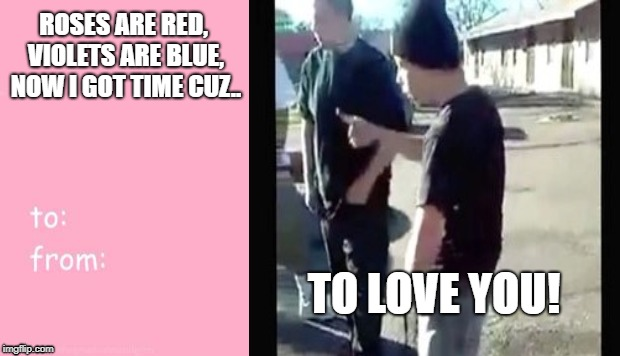 ROSES ARE RED,
VIOLETS ARE BLUE,
NOW I GOT TIME CUZ..
to:
from:
TO LOVE YOU!
imgflip.com